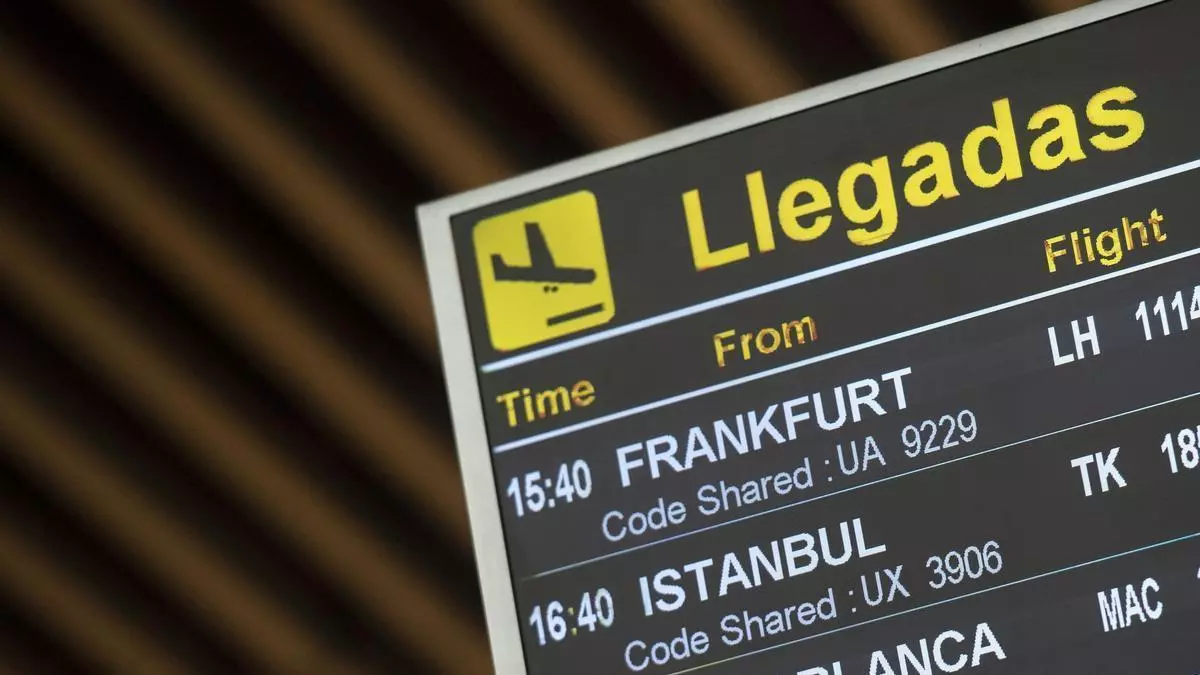 Llegadas
Time From Flight
15:40 FRANKFURT LH 1114
Code Shared : UA 9229
16:40 ISTANBUL TK
Code Shared : UX 3906
MAC